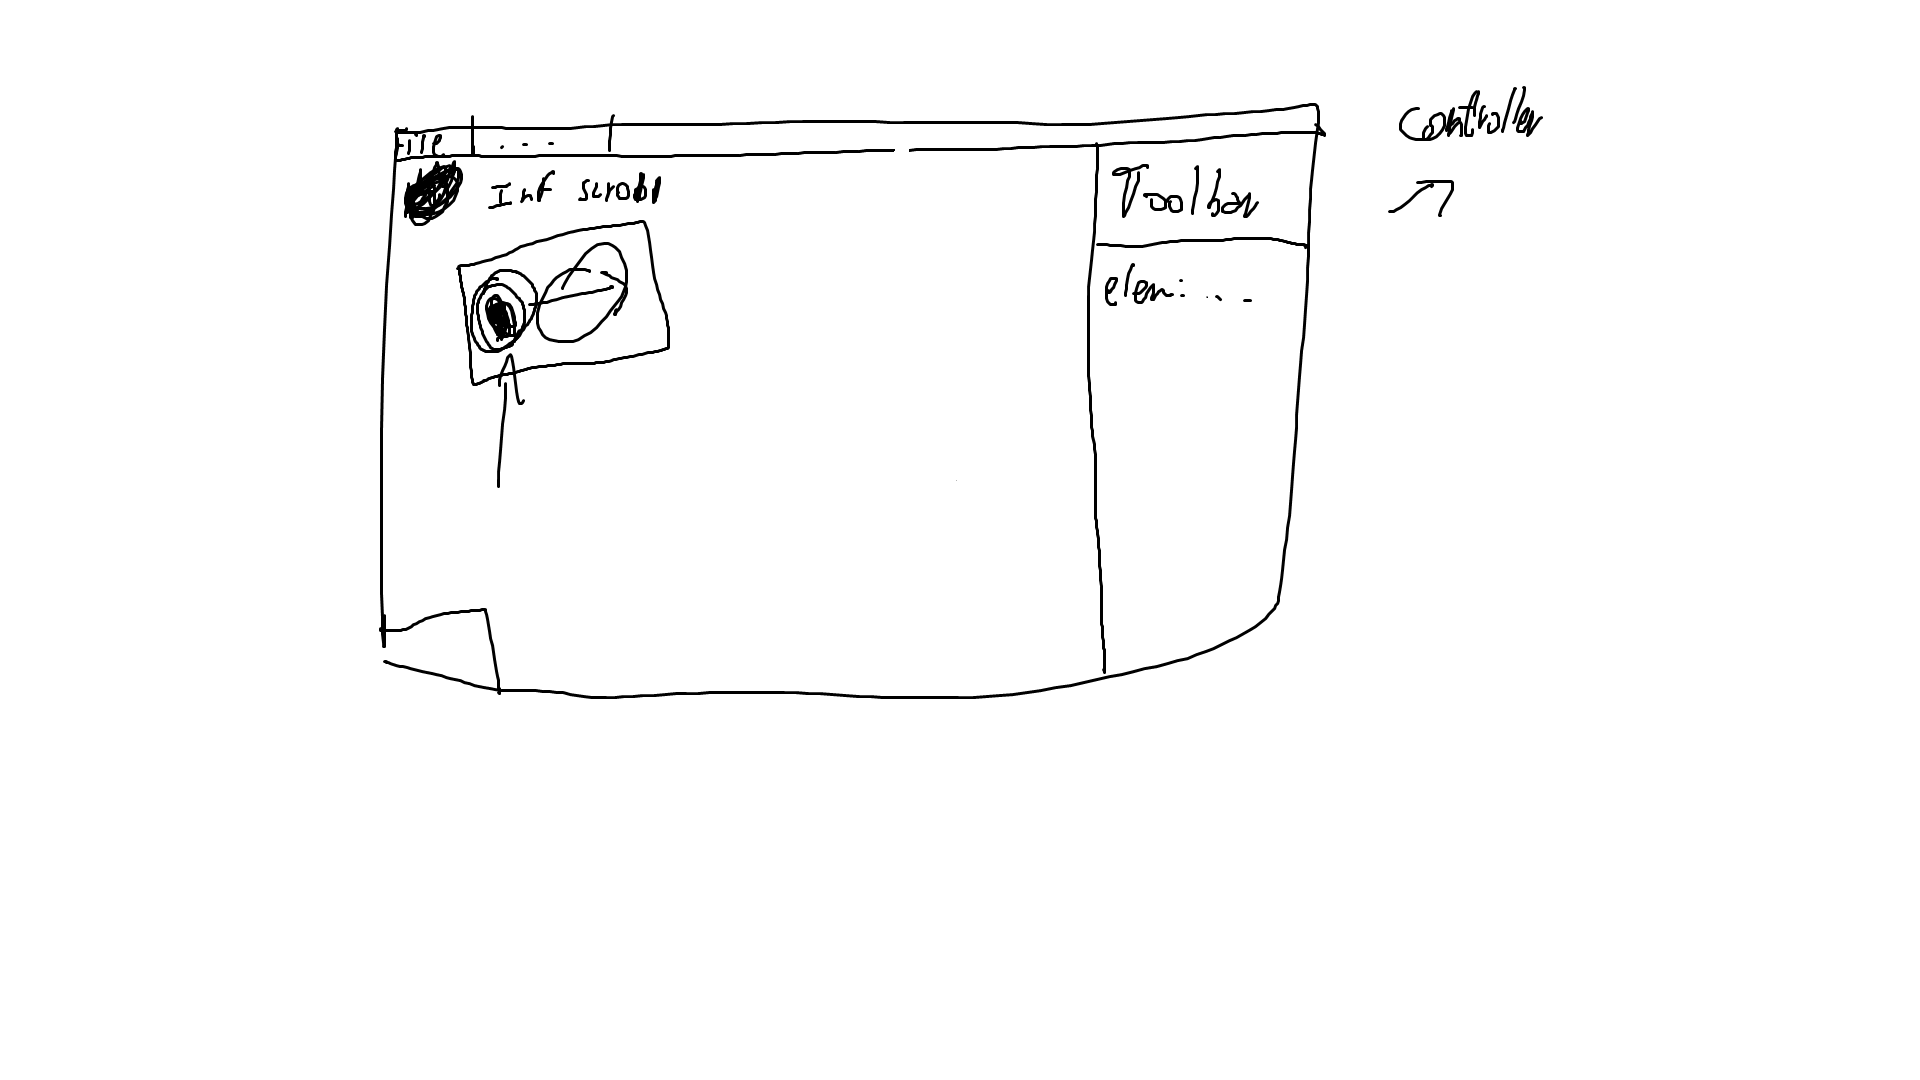 Controller
File ...
Inf scroll
Toolbar
elem: ...